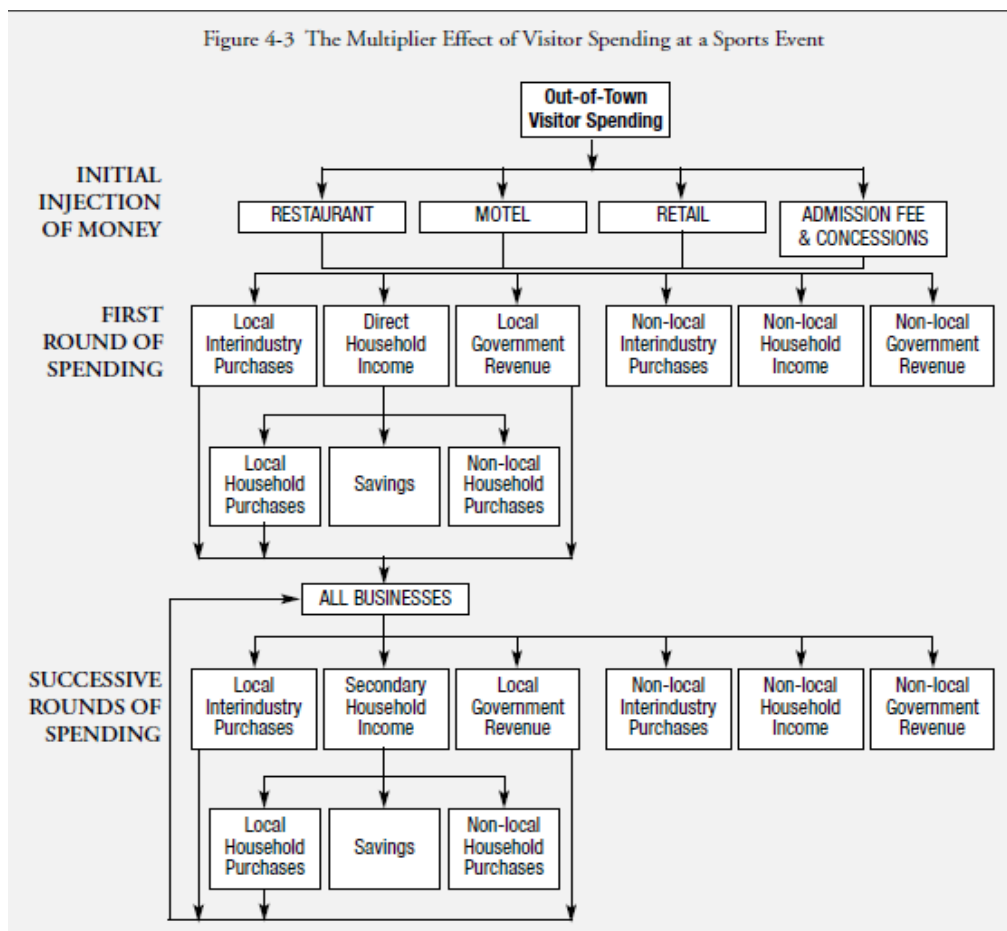 Figure 4-3 The Multiplier Effect of Visitor Spending at a Sports Event
Out-of-Town
Visitor Spending
INITIAL
INJECTION
OF MONEY
RESTAURANT
MOTEL
RETAIL
ADMISSION FEE
& CONCESSIONS
FIRST
ROUND OF
SPENDING
Local
Interindustry
Purchases
Direct
Household
Income
Local
Government
Revenue
Non-local
Interindustry
Purchases
Non-local
Household
Income
Non-local
Government
Revenue
Local
Household
Purchases
Savings
Non-local
Household
Purchases
ALL BUSINESSES
SUCCESSIVE
ROUNDS OF
SPENDING
Local
Interindustry
Purchases
Secondary
Household
Income
Local
Government
Revenue
Non-local
Interindustry
Purchases
Non-local
Household
Income
Non-local
Government
Revenue
Local
Household
Purchases
Savings
Non-local
Household
Purchases